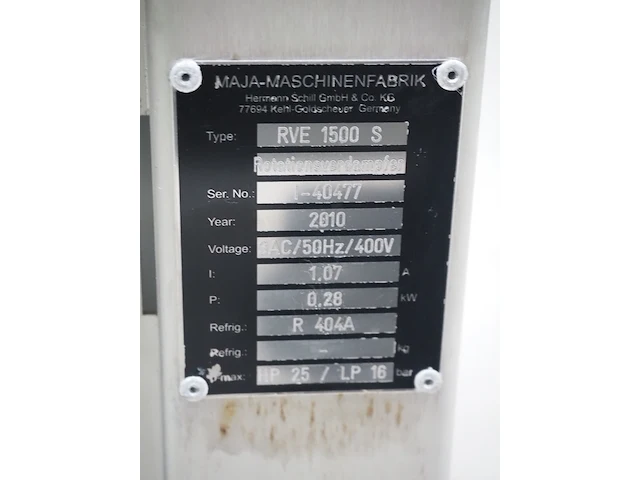 MAJA-MASCHINENFABRIK
Hermann Schill GmbH & Co. KG
77694 Kehl-Goldscheuer Germany
Type: RVE 1500 S
Rotationsverdampfer
Ser. No.: -40477
Year: 2010
Voltage: AC/50Hz/400V
I: 1.07 A
P: 0.28 kW
Refrig.: R 404A
Refrig.: - kg
max: HP 25 / LP 16 bar